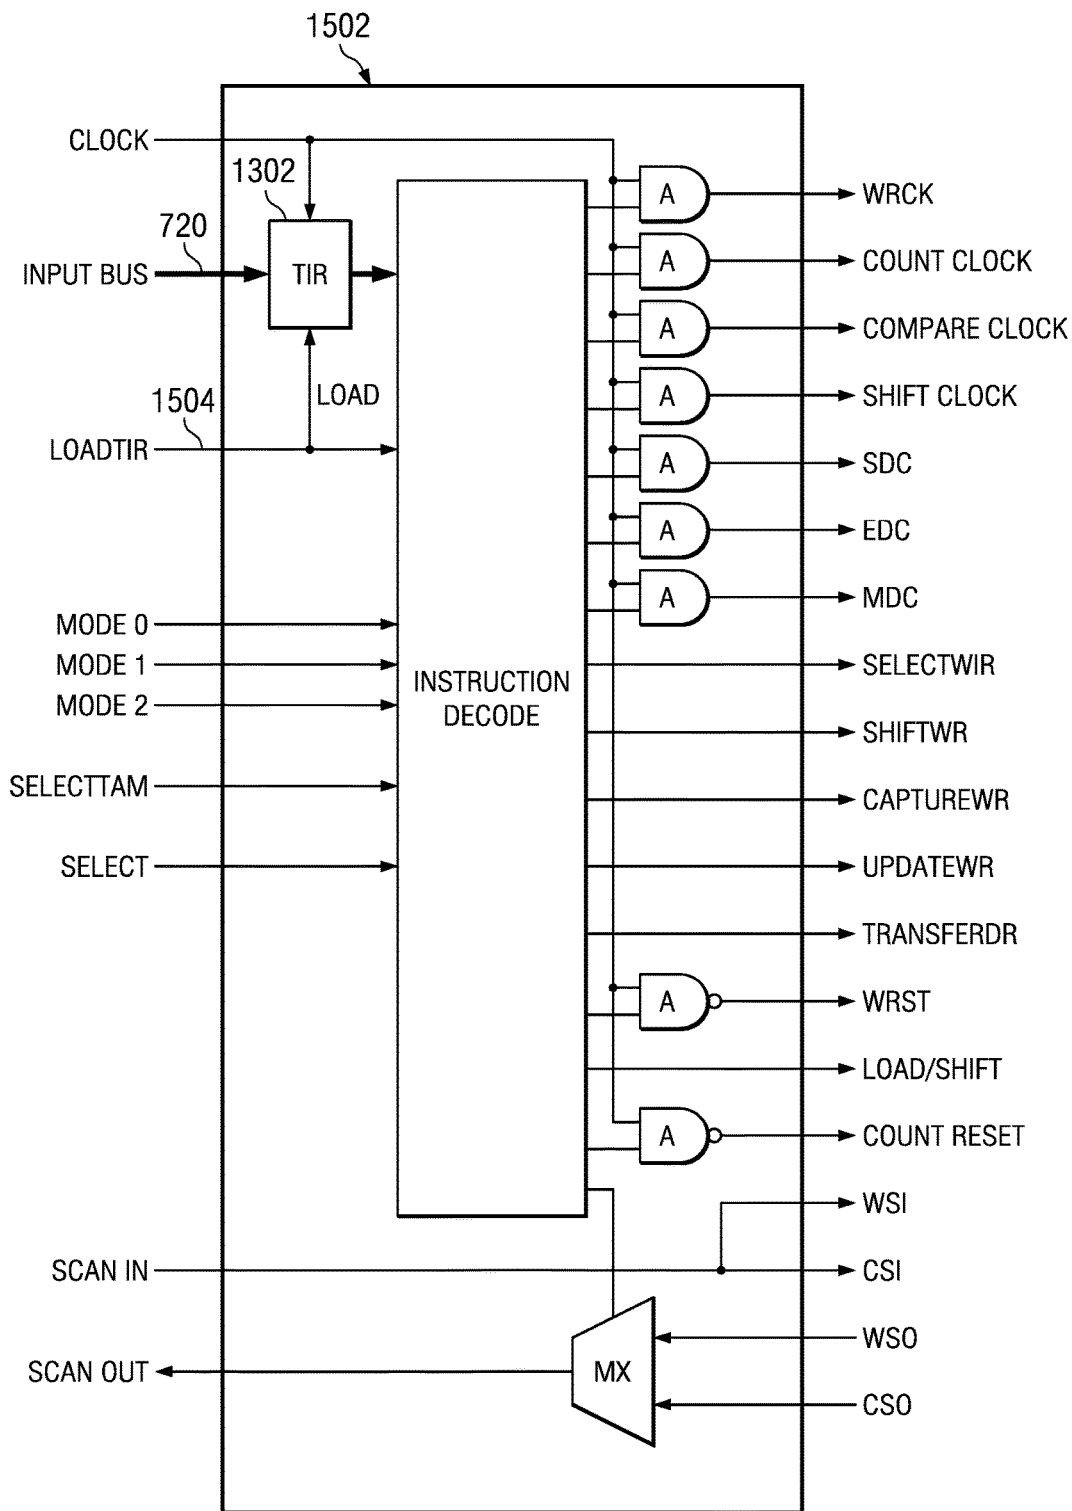 1502
CLOCK
1302
A
WRCK
720
INPUT BUS
TIR
A
COUNT CLOCK
A
COMPARE CLOCK
LOAD
A
SHIFT CLOCK
1504
LOADTIR
A
SDC
A
EDC
A
MDC
MODE 0
MODE 1
MODE 2
INSTRUCTION
DECODE
SELECTWIR
SHIFTWR
SELECTTAM
CAPTUREWR
SELECT
UPDATEWR
TRANSFERDR
A
WRST
LOAD/SHIFT
A
COUNT RESET
WSI
SCAN IN
CSI
WSO
SCAN OUT
MX
CSO